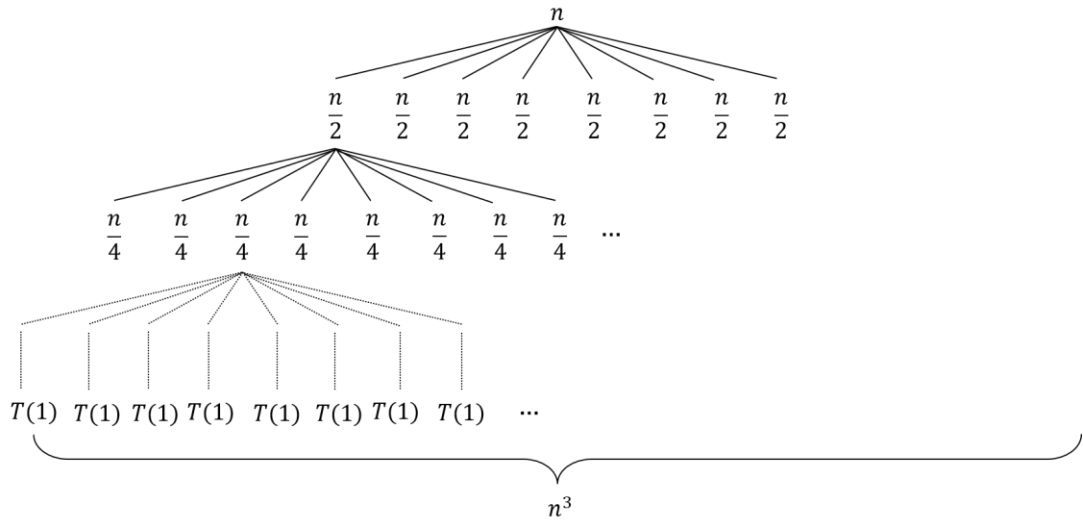 n
n/2 n/2 n/2 n/2 n/2 n/2 n/2 n/2
n/4 n/4 n/4 n/4 n/4 n/4 n/4 n/4 ...
T(1) T(1) T(1) T(1) T(1) T(1) T(1) T(1) ...
n³